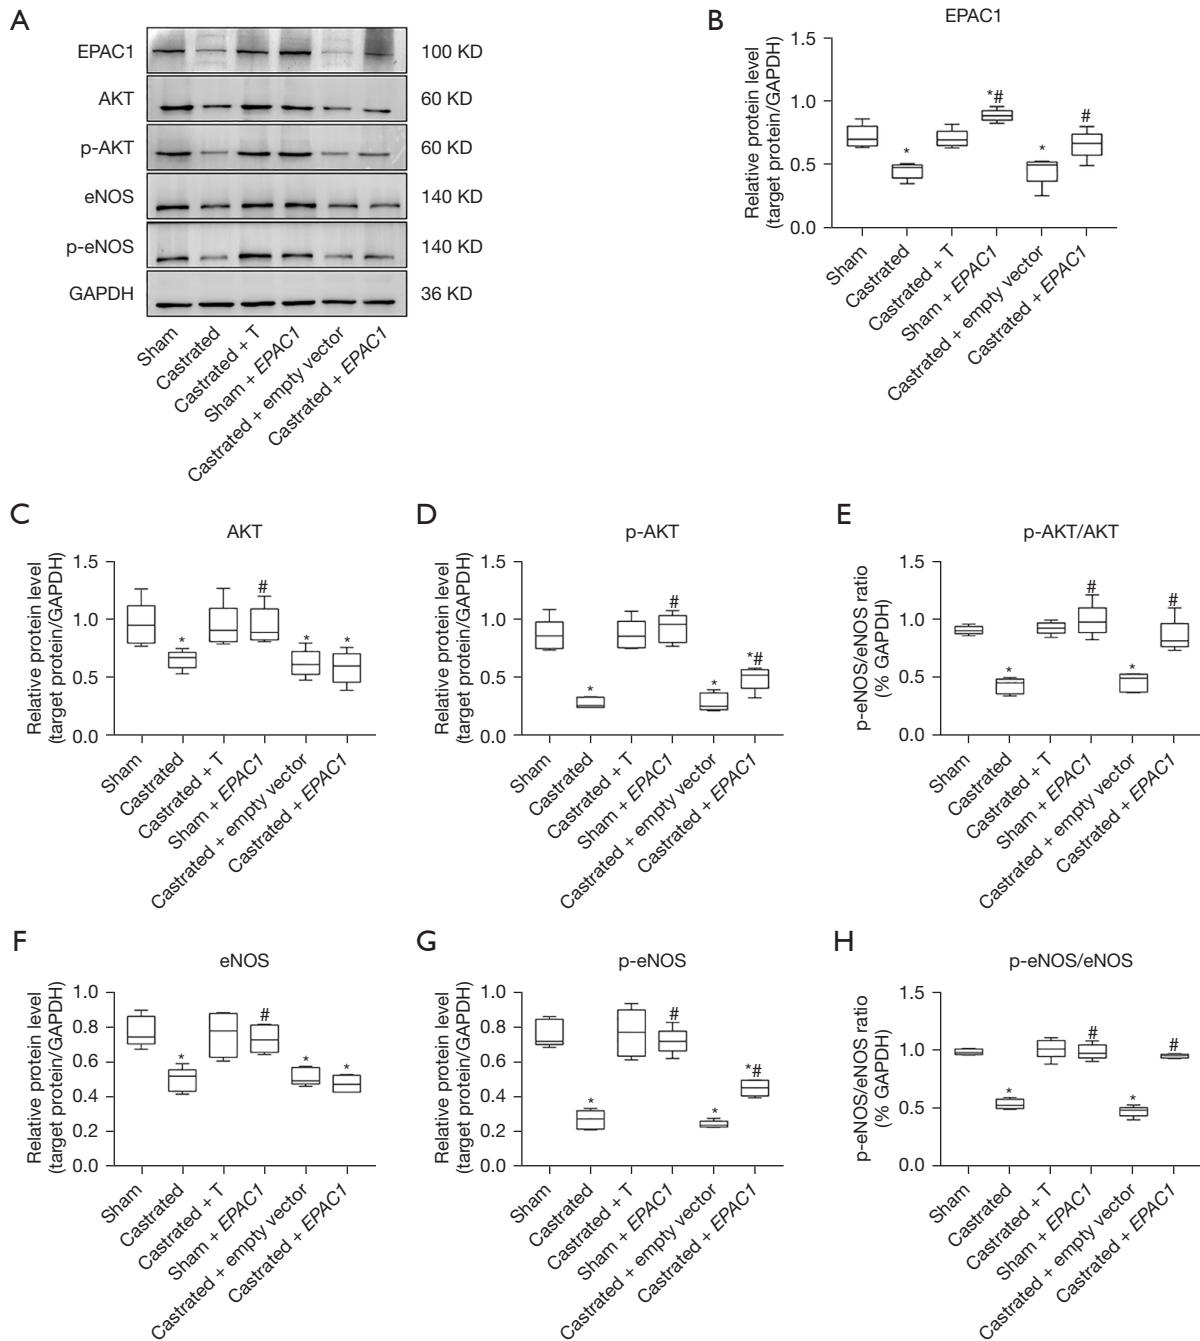 A
EPAC1 100 KD
AKT 60 KD
p-AKT 60 KD
eNOS 140 KD
p-eNOS 140 KD
GAPDH 36 KD
Sham
Castrated
Castrated + T
Sham + EPAC1
Castrated + empty vector
Castrated + EPAC1
B
EPAC1
Relative protein level
(target protein/GAPDH)
1.5
1.0
0.5
0.0
*
*#
*
#
Sham
Castrated
Castrated + T
Sham + EPAC1
Castrated + empty vector
Castrated + EPAC1
C
AKT
Relative protein level
(target protein/GAPDH)
1.5
1.0
0.5
0.0
*
#
*
*
Sham
Castrated
Castrated + T
Sham + EPAC1
Castrated + empty vector
Castrated + EPAC1
D
p-AKT
Relative protein level
(target protein/GAPDH)
1.5
1.0
0.5
0.0
*
#
*
*#
Sham
Castrated
Castrated + T
Sham + EPAC1
Castrated + empty vector
Castrated + EPAC1
E
p-AKT/AKT
p-eNOS/eNOS ratio
(% GAPDH)
1.5
1.0
0.5
0.0
*
#
*
#
Sham
Castrated
Castrated + T
Sham + EPAC1
Castrated + empty vector
Castrated + EPAC1
F
eNOS
Relative protein level
(target protein/GAPDH)
1.0
0.8
0.6
0.4
0.2
0.0
*
#
*
*
Sham
Castrated
Castrated + T
Sham + EPAC1
Castrated + empty vector
Castrated + EPAC1
G
p-eNOS
Relative protein level
(target protein/GAPDH)
1.0
0.8
0.6
0.4
0.2
0.0
*
#
*
*#
Sham
Castrated
Castrated + T
Sham + EPAC1
Castrated + empty vector
Castrated + EPAC1
H
p-eNOS/eNOS
p-eNOS/eNOS ratio
(% GAPDH)
1.5
1.0
0.5
0.0
*
#
*
#
Sham
Castrated
Castrated + T
Sham + EPAC1
Castrated + empty vector
Castrated + EPAC1